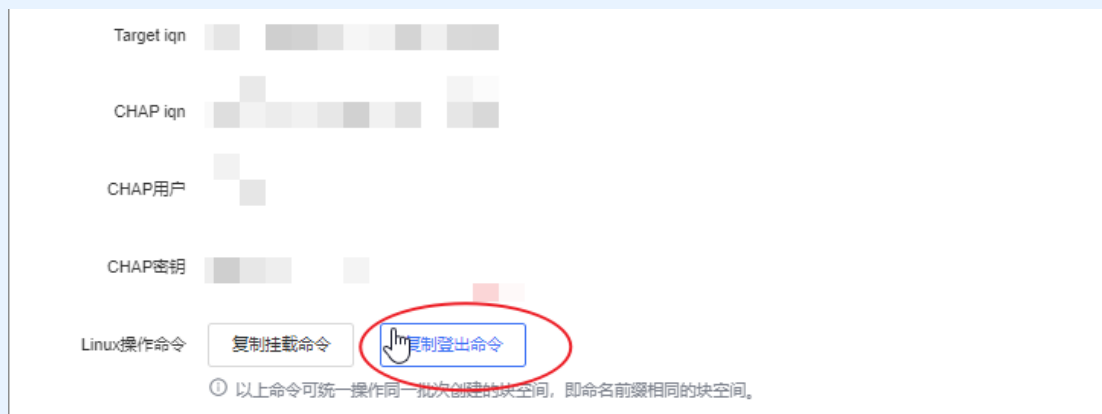 Target iqn
CHAP iqn
CHAP用户
CHAP密钥
Linux操作命令 复制挂载命令 复制登出命令
以上命令可统一操作同一批次创建的块空间，即命名前缀相同的块空间。